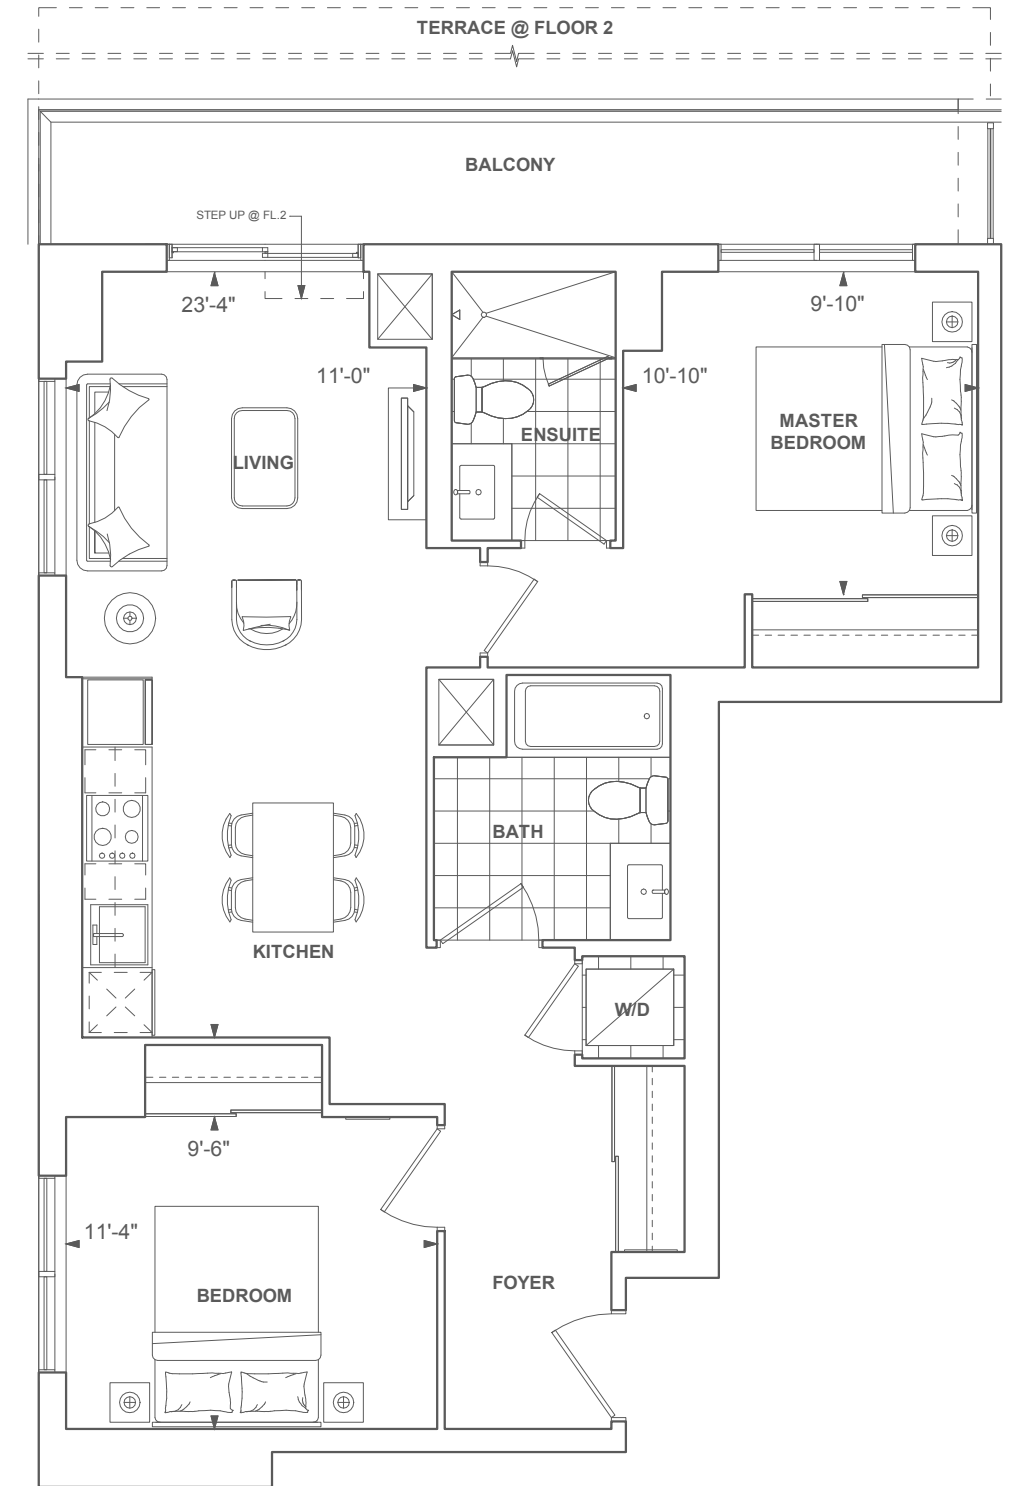 TERRACE @ FLOOR 2
BALCONY
STEP UP @ FL.2
23'-4"
9'-10"
11'-0"
10'-10"
MASTER
BEDROOM
ENSUITE
LIVING
BATH
KITCHEN
W/D
9'-6"
11'-4"
FOYER
BEDROOM